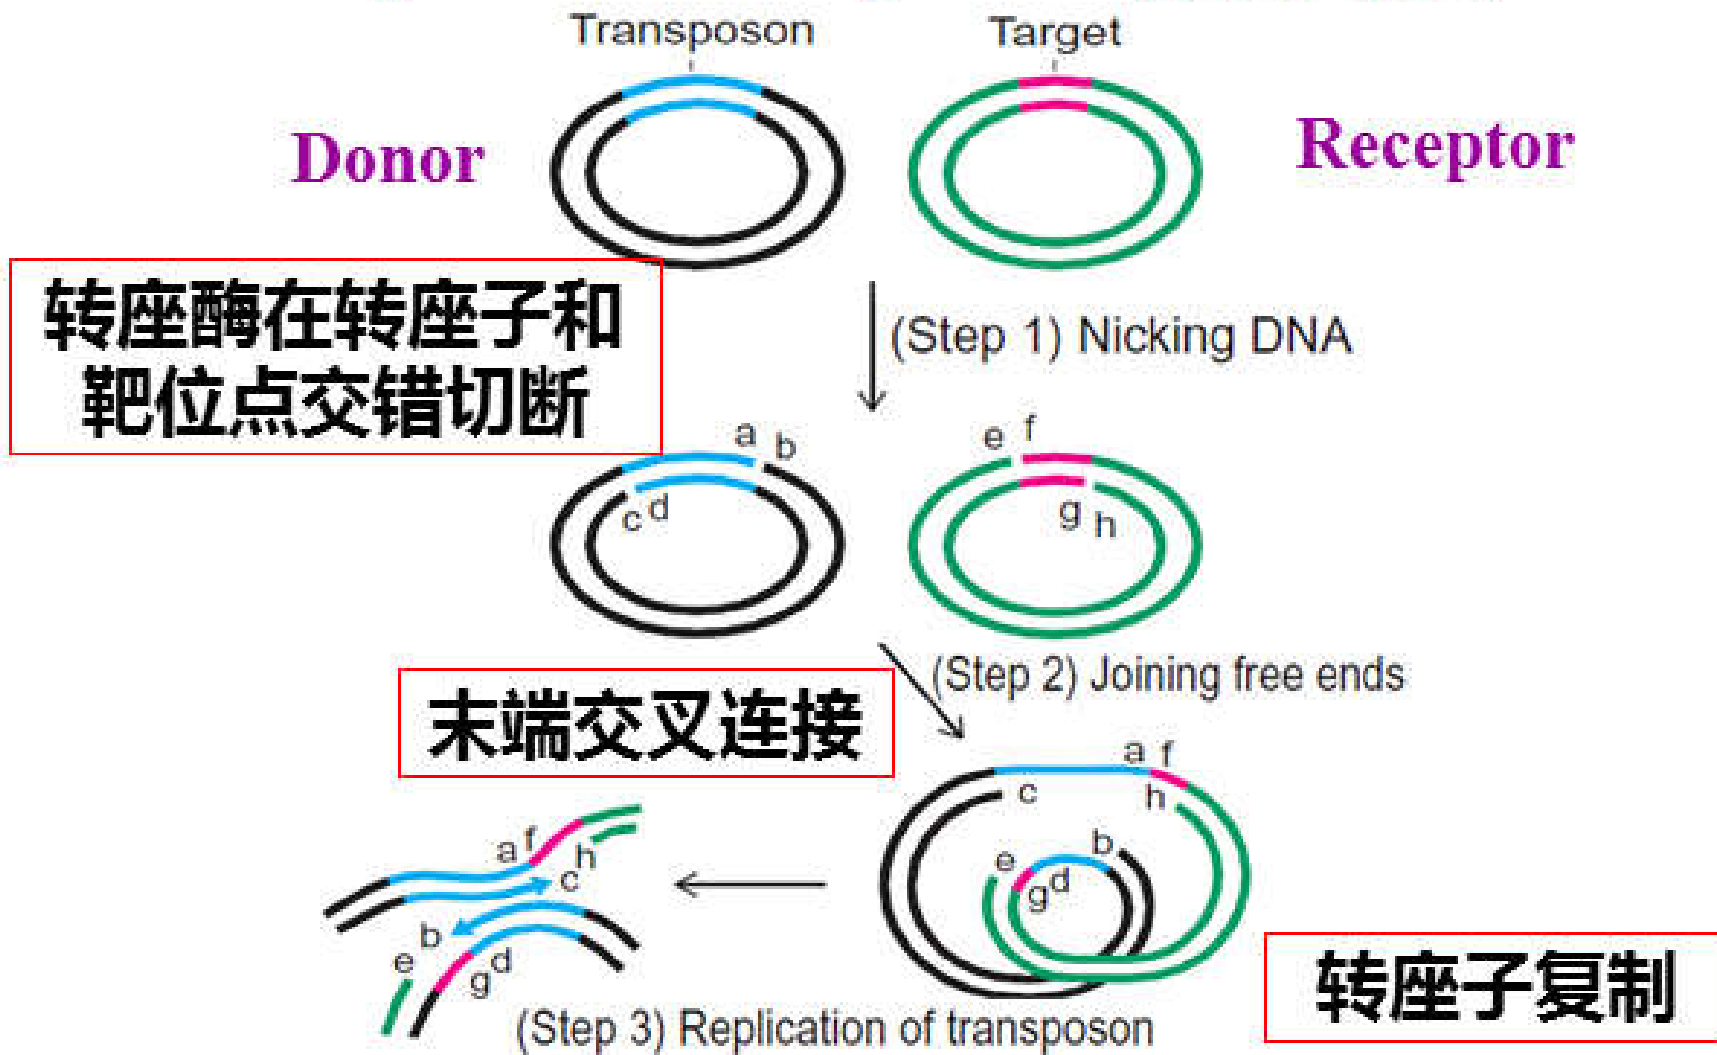 Transposon
Target
Donor
Receptor
转座酶在转座子和
靶位点交错切断
(Step 1) Nicking DNA
a b
c d
e f
g h
(Step 2) Joining free ends
末端交叉连接
a f
c
h
b
e
g d
a f
h
c
b
e
g d
转座子复制
(Step 3) Replication of transposon